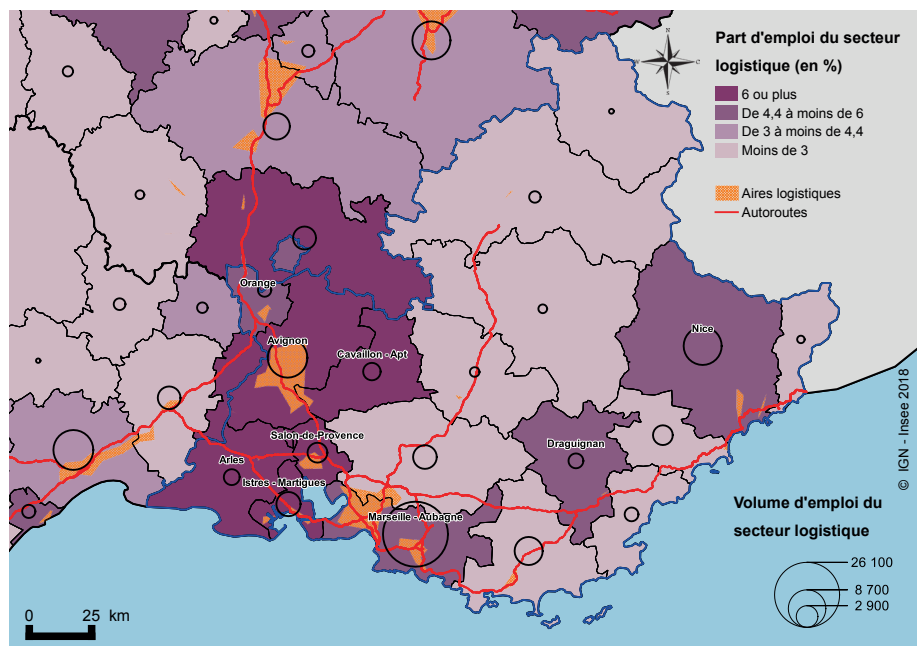 N
W
S
Part d'emploi du secteur
logistique (en %)
6 ou plus
De 4,4 à moins de 6
De 3 à moins de 4,4
Moins de 3
Aires logistiques
Autoroutes
Orange
Nice
Avignon
Cavaillon - Apt
Salon-de-Provence
Draguignan
Arles
Istres - Martigues
Marseille - Aubagne
© IGN - Insee 2018
Volume d'emploi du
secteur logistique
26 100
8 700
2 900
0 25 km